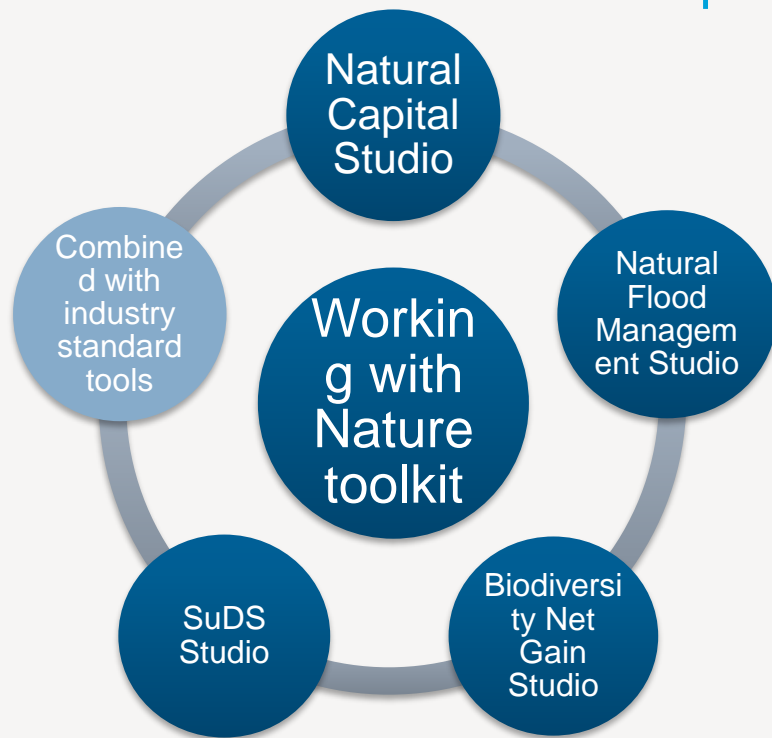 Natural
Capital
Studio
Natural
Flood
Managem
ent Studio
Biodiversi
ty Net
Gain
Studio
SuDS
Studio
Combine
d with
industry
standard
tools
Workin
g with
Nature
toolkit